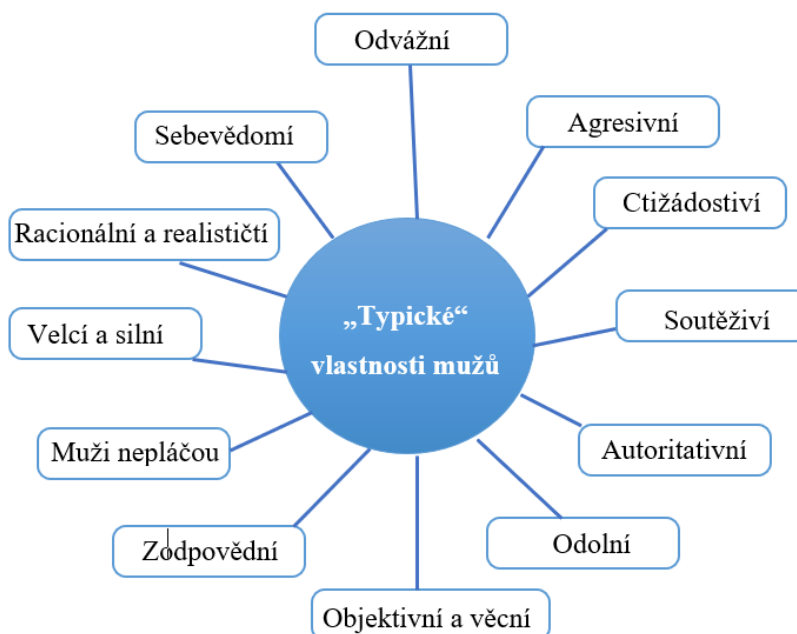 Odvážní
Agresivní
Sebevědomí
Ctižádostiví
Racionální a realističtí
Soutěživí
„Typické“
vlastnosti mužů
Velcí a silní
Autoritativní
Muži nepláčou
Odolní
Zodpovědní
Objektivní a věcní